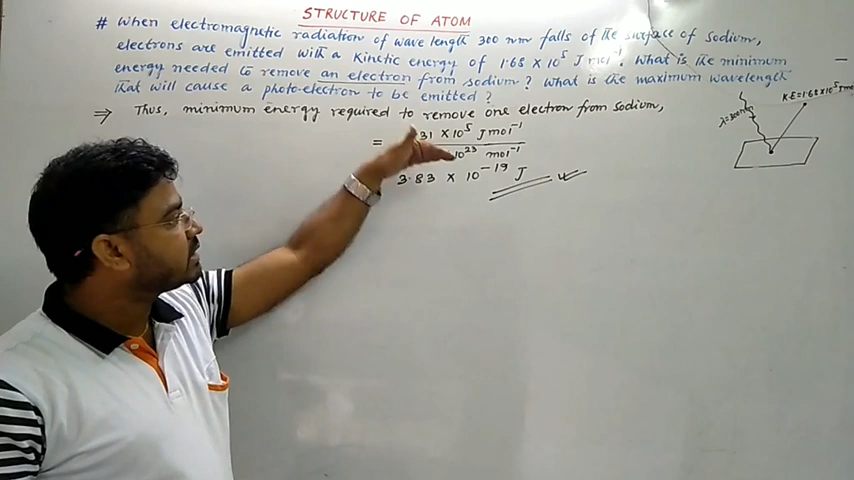 STRUCTURE OF ATOM
# When electromagnetic radiation of wave length 300 nm falls of the surface of Sodium,
electrons are emitted with a kinetic energy of 1.68 × 10⁵ J mol⁻¹. What is the minimum
energy needed to remove an electron from sodium? What is the maximum wavelength
that will cause a photo-electron to be emitted?
⇒ Thus, minimum energy required to remove one electron from sodium,
= 31 × 10⁵ J mol⁻¹
10²³ mol⁻¹
3.83 × 10⁻¹⁹ J
K.E = 1.68 × 10⁵
λ = 300